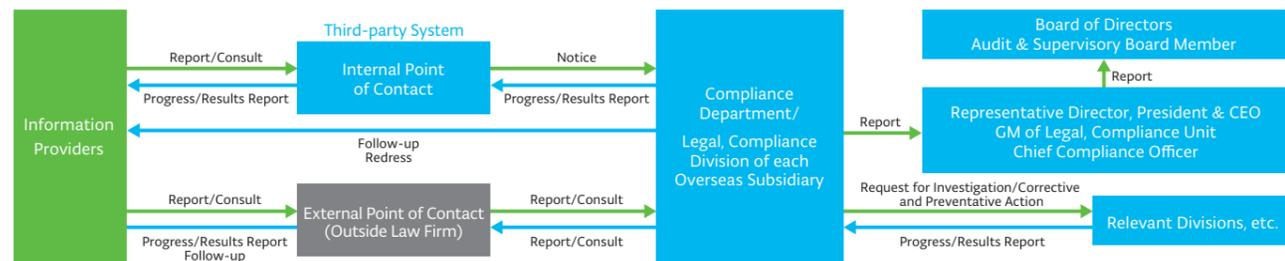 Third-party System
Board of Directors
Audit & Supervisory Board Member
Report/Consult
Notice
Internal Point
of Contact
Report
Progress/Results Report
Progress/Results Report
Compliance
Department/
Legal, Compliance
Division of each
Overseas Subsidiary
Representative Director, President & CEO
GM of Legal, Compliance Unit
Chief Compliance Officer
Information
Providers
Report
Follow-up
Redress
Report/Consult
Report/Consult
Request for Investigation/Corrective
and Preventative Action
External Point of Contact
(Outside Law Firm)
Relevant Divisions, etc.
Progress/Results Report
Follow-up
Report/Consult
Progress/Results Report